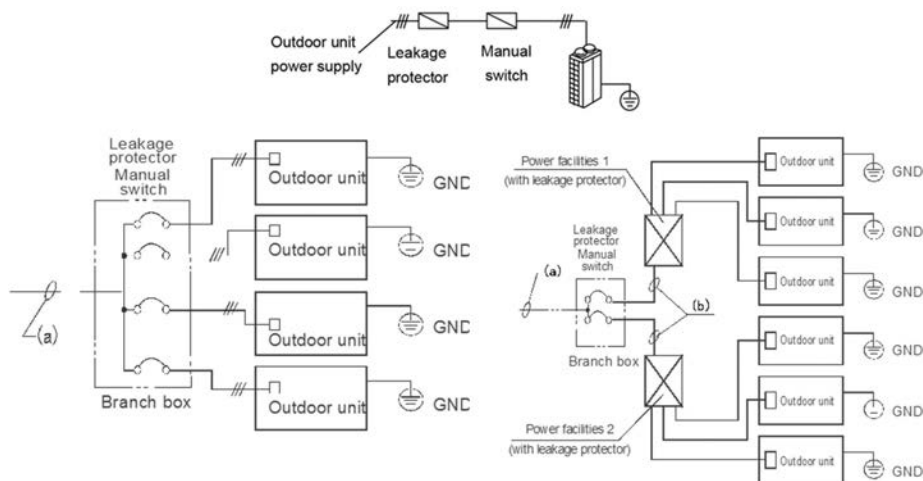 Outdoor unit
power supply
Leakage
protector
Manual
switch
Leakage
protector
Manual
switch
(a)
Branch box
Outdoor unit
GND
Outdoor unit
GND
Outdoor unit
GND
Outdoor unit
GND
Power facilities 1
(with leakage protector)
Leakage
protector
Manual
switch
(a)
(b)
Branch box
Power facilities 2
(with leakage protector)
Outdoor unit
GND
Outdoor unit
GND
Outdoor unit
GND
Outdoor unit
GND
Outdoor unit
GND
Outdoor unit
GND